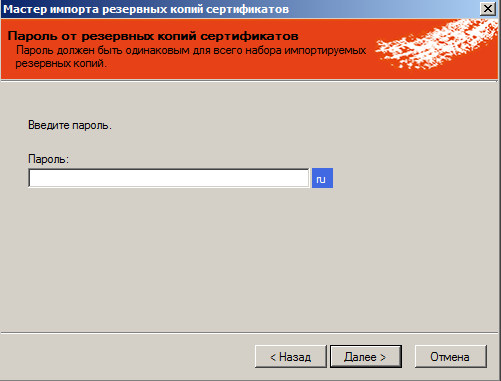 Мастер импорта резервных копий сертификатов
Пароль от резервных копий сертификатов
Пароль должен быть одинаковым для всего набора импортируемых
резервных копий.
Введите пароль.
Пароль:
ru
< Назад
Далее >
Отмена